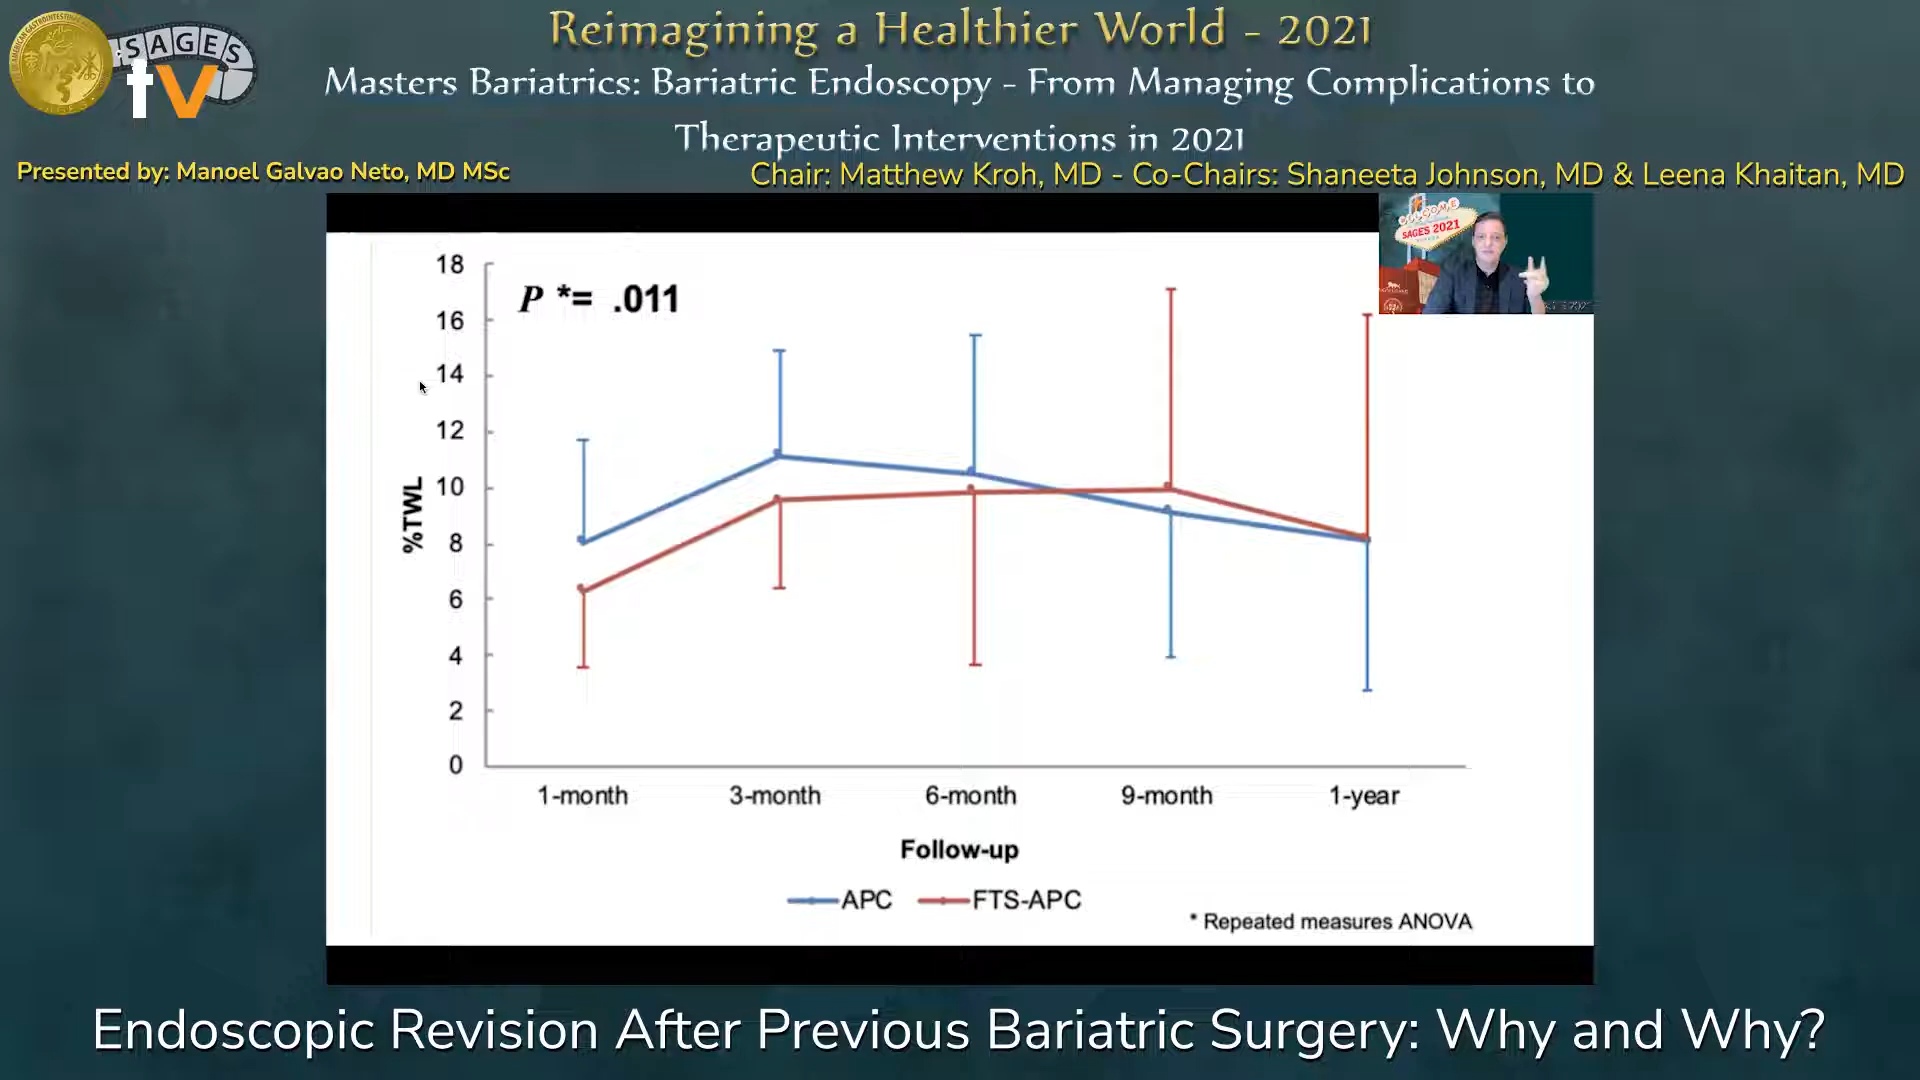 Reimagining a Healthier World - 2021
SAGES
tv
Masters Bariatrics: Bariatric Endoscopy - From Managing Complications to
Therapeutic Interventions in 2021
Presented by: Manoel Galvao Neto, MD MSc
Chair: Matthew Kroh, MD - Co-Chairs: Shaneeta Johnson, MD & Leena Khaitan, MD
WELCOME
SAGES 2021
P *= .011
18
16
14
12
10
8
6
4
2
0
%TWL
1-month 3-month 6-month 9-month 1-year
Follow-up
APC FTS-APC
* Repeated measures ANOVA
Endoscopic Revision After Previous Bariatric Surgery: Why and Why?